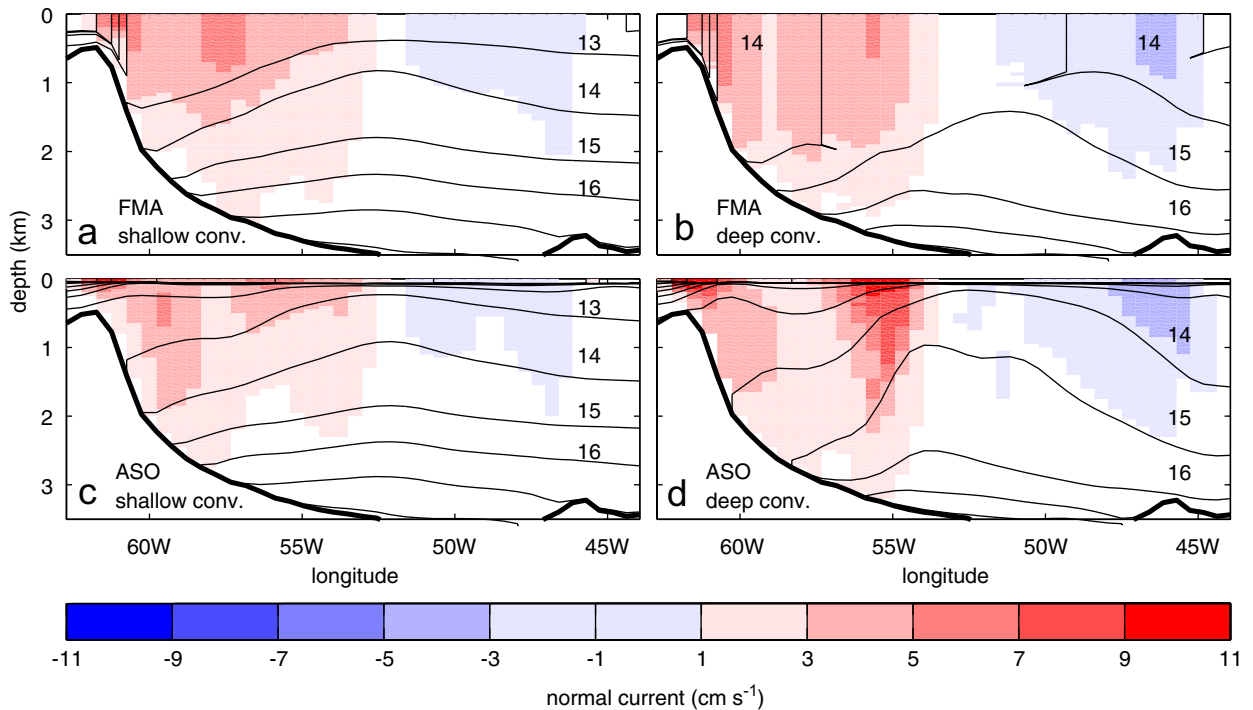 0
1
2
3
13
14
15
16
a
FMA
shallow conv.
14
14
15
16
b
FMA
deep conv.
depth (km)
0
1
2
3
13
14
15
16
c
ASO
shallow conv.
14
15
16
d
ASO
deep conv.
60W 55W 50W 45W
longitude
60W 55W 50W 45W
longitude
-11 -9 -7 -5 -3 -1 1 3 5 7 9 11
normal current (cm s⁻¹)